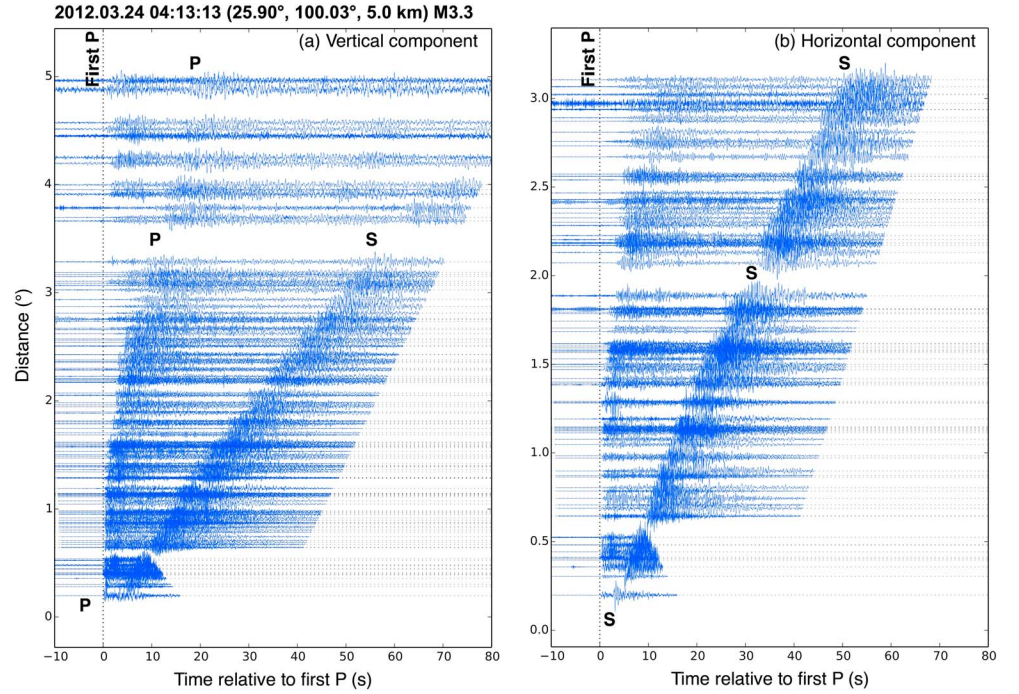 2012.03.24 04:13:13 (25.90°, 100.03°, 5.0 km) M3.3
First P
(a) Vertical component
P
P
S
P
5
4
3
2
1
0
Distance (°)
−10 0 10 20 30 40 50 60 70 80
Time relative to first P (s)
First P
(b) Horizontal component
S
S
S
3.0
2.5
2.0
1.5
1.0
0.5
0.0
−10 0 10 20 30 40 50 60 70 80
Time relative to first P (s)